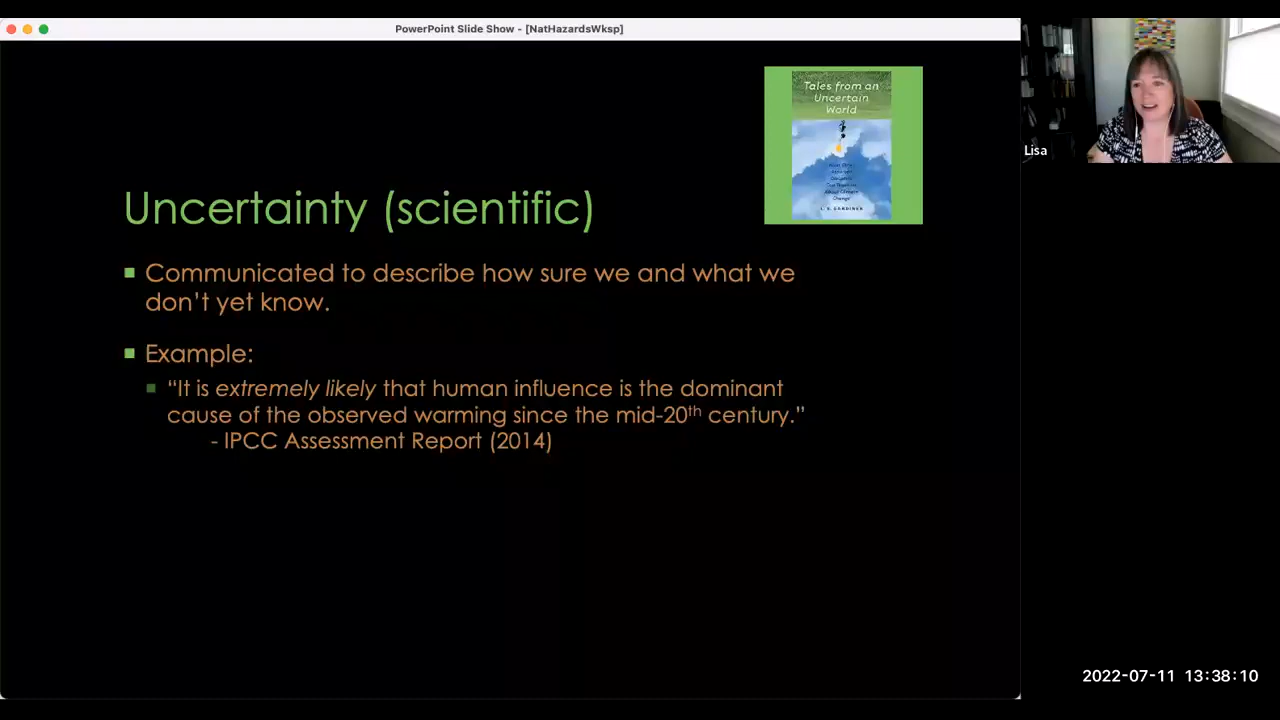 PowerPoint Slide Show - [NatHazardsWksp]
Tales from an
Uncertain
World
Change
L. S. GARDINER
Lisa
Uncertainty (scientific)
Communicated to describe how sure we and what we
don't yet know.
Example:
"It is extremely likely that human influence is the dominant
cause of the observed warming since the mid-20th century."
- IPCC Assessment Report (2014)
2022-07-11 13:38:10